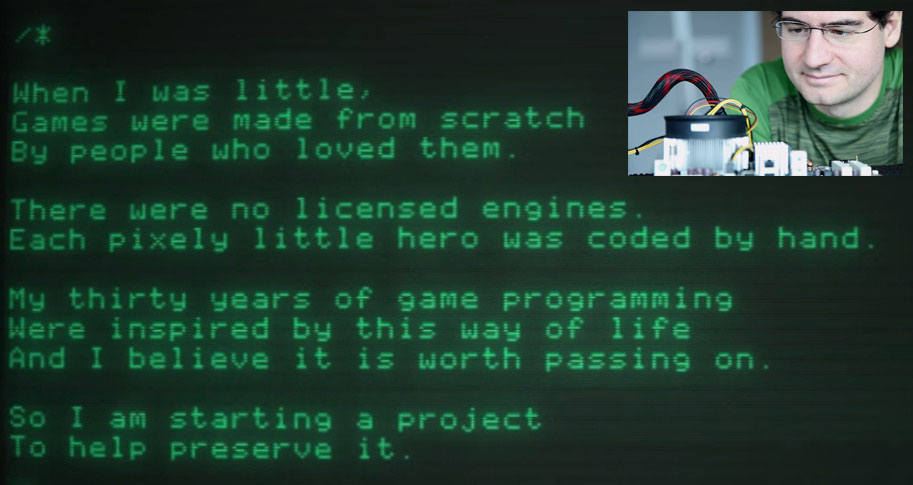 /*
When I was little,
Games were made from scratch
By people who loved them.
There were no licensed engines.
Each pixely little hero was coded by hand.
My thirty years of game programming
Were inspired by this way of life
And I believe it is worth passing on.
So I am starting a project
To help preserve it.